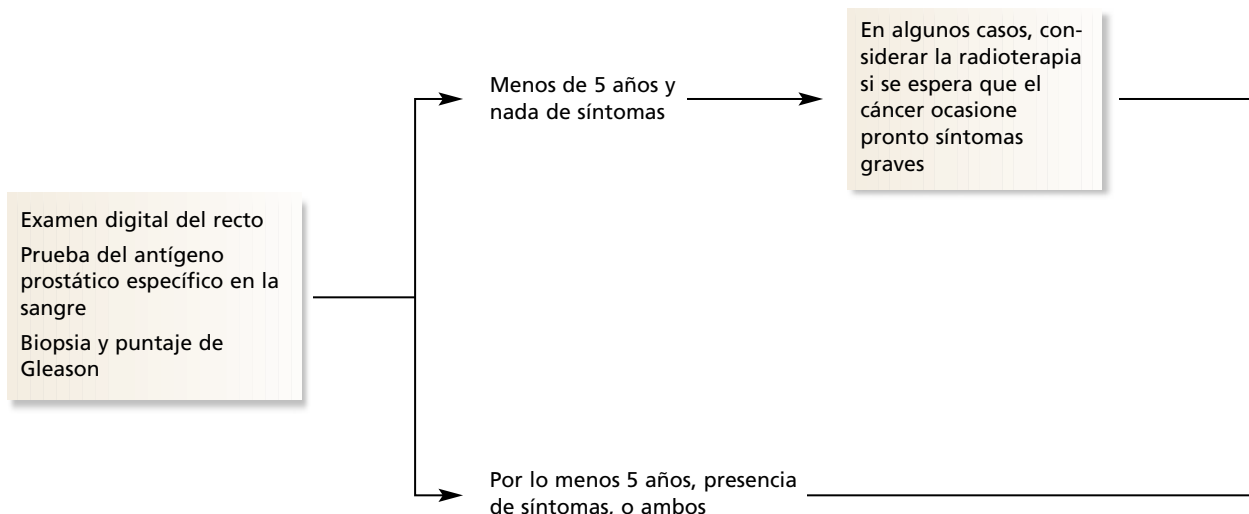 Examen digital del recto
Prueba del antígeno
prostático específico en la
sangre
Biopsia y puntaje de
Gleason
Menos de 5 años y
nada de síntomas
En algunos casos, con-
siderar la radioterapia
si se espera que el
cáncer ocasione
pronto síntomas
graves
Por lo menos 5 años, presencia
de síntomas, o ambos